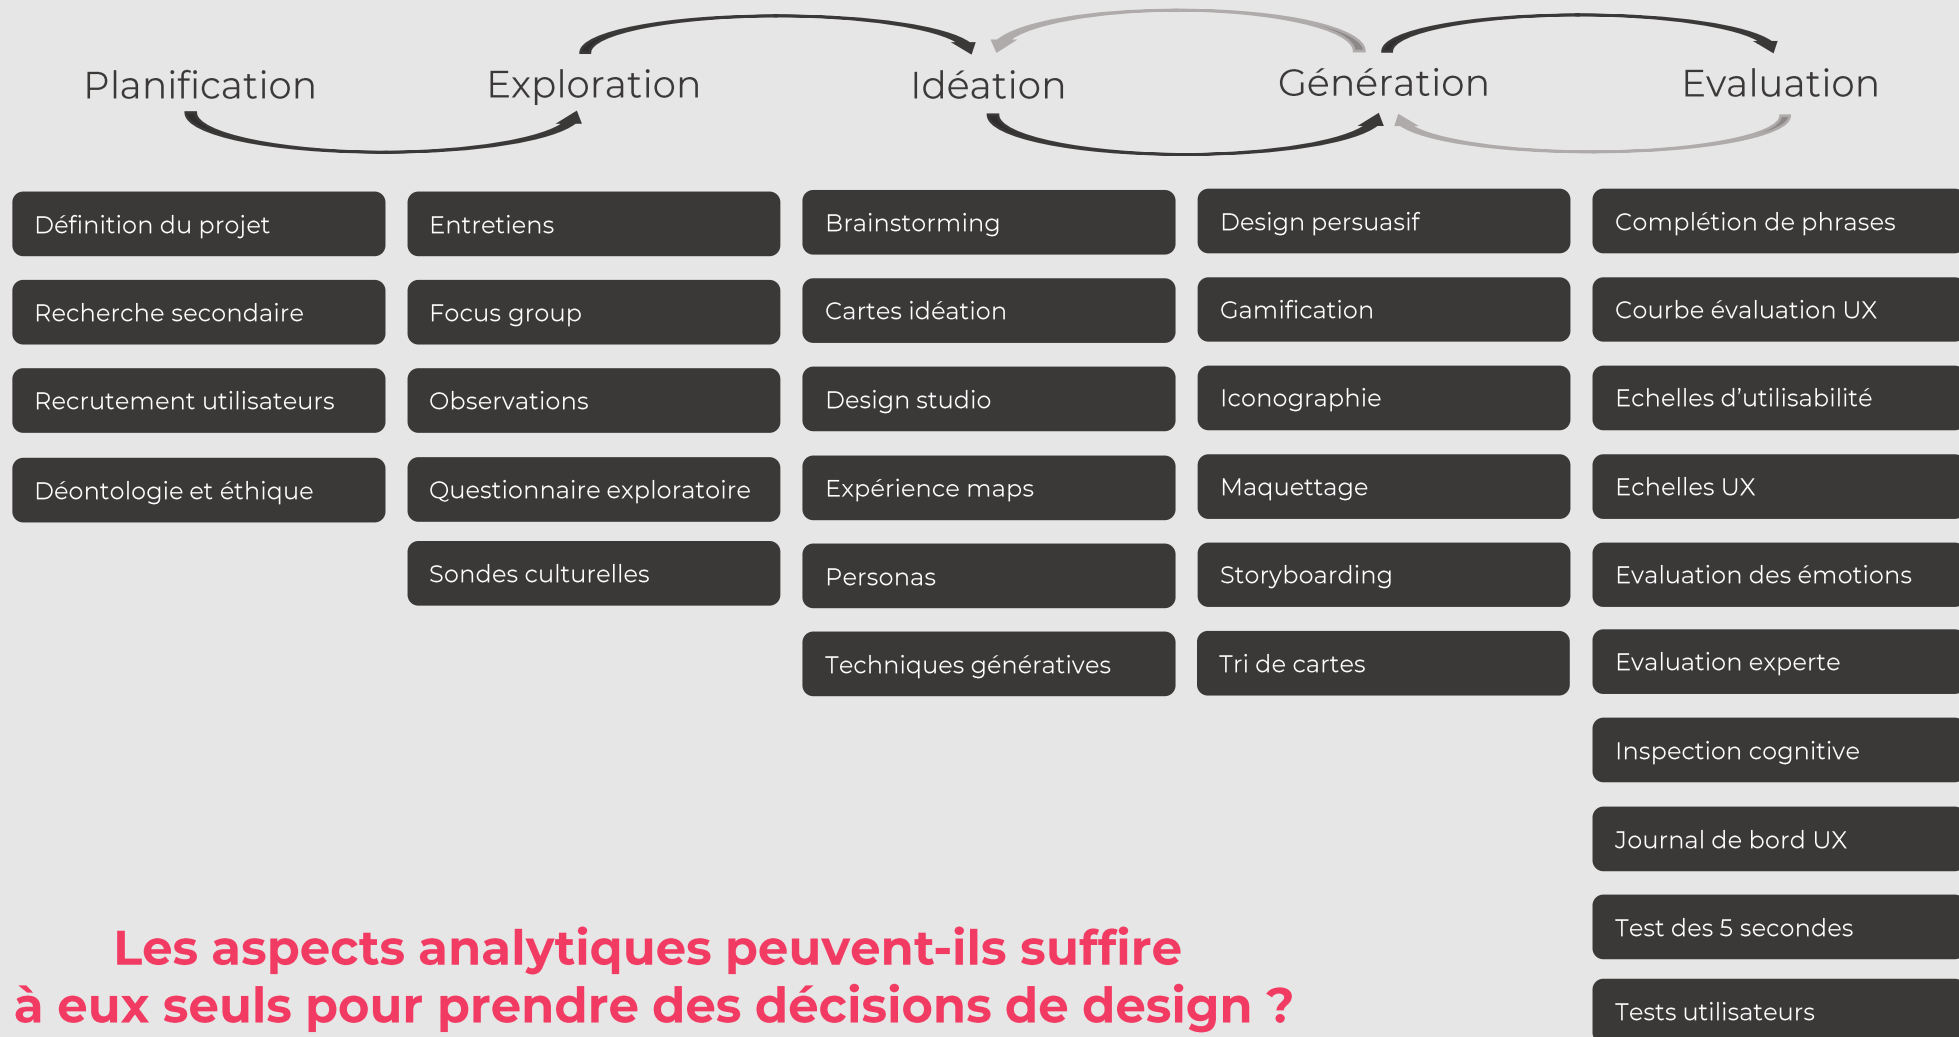 Planification
Exploration
Idéation
Génération
Evaluation
Définition du projet
Recherche secondaire
Recrutement utilisateurs
Déontologie et éthique
Entretiens
Focus group
Observations
Questionnaire exploratoire
Sondes culturelles
Brainstorming
Cartes idéation
Design studio
Expérience maps
Personas
Techniques génératives
Design persuasif
Gamification
Iconographie
Maquettage
Storyboarding
Tri de cartes
Complétion de phrases
Courbe évaluation UX
Echelles d’utilisabilité
Echelles UX
Evaluation des émotions
Evaluation experte
Inspection cognitive
Journal de bord UX
Test des 5 secondes
Tests utilisateurs
Les aspects analytiques peuvent-ils suffire
à eux seuls pour prendre des décisions de design ?